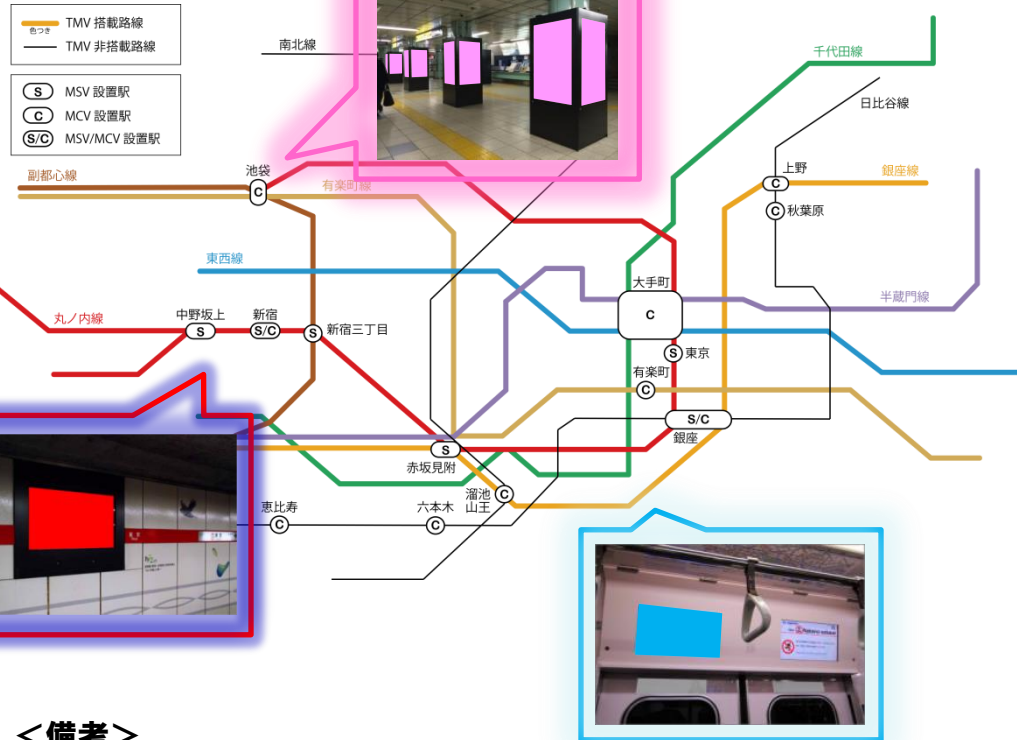 色つき
TMV 搭載路線
TMV 非搭載路線
S MSV 設置駅
C MCV 設置駅
S/C MSV/MCV 設置駅
南北線
千代田線
日比谷線
副都心線
池袋
C
有楽町線
上野
C
銀座線
C 秋葉原
東西線
大手町
C
半蔵門線
丸ノ内線
中野坂上
S
新宿
S/C
S 新宿三丁目
S 東京
有楽町
C
S/C
銀座
S
赤坂見附
溜池
山王
C
恵比寿
C
六本木
C
＜備考＞